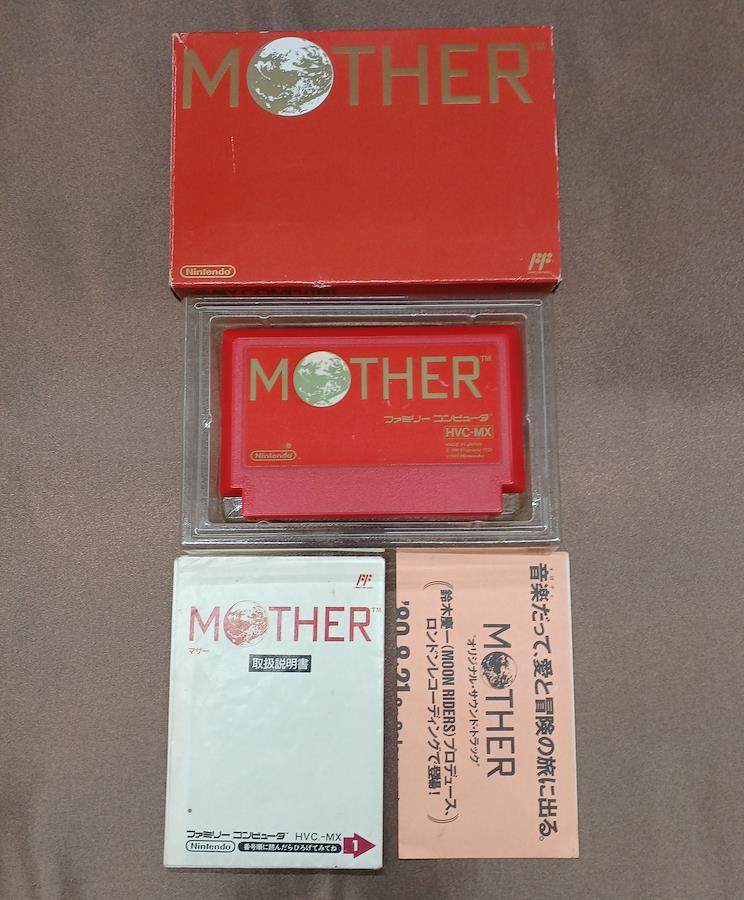 MOTHER™
Nintendo®
MOTHER™
ファミリー コンピュータ
HVC-MX
MADE IN JAPAN
Nintendo®
MOTHER™
マザー
取扱説明書
ファミリー コンピュータ HVC.-MX
Nintendo®
番号順に読んだらひろげてみてね
1
音楽だって、愛と冒険の旅に出る。
MOTHER
"オリジナル・サウンド・トラック"
《鈴木慶一(MOON RIDERS)プロデュース、
ロンドンレコーディングで登場!》
'89.8.21